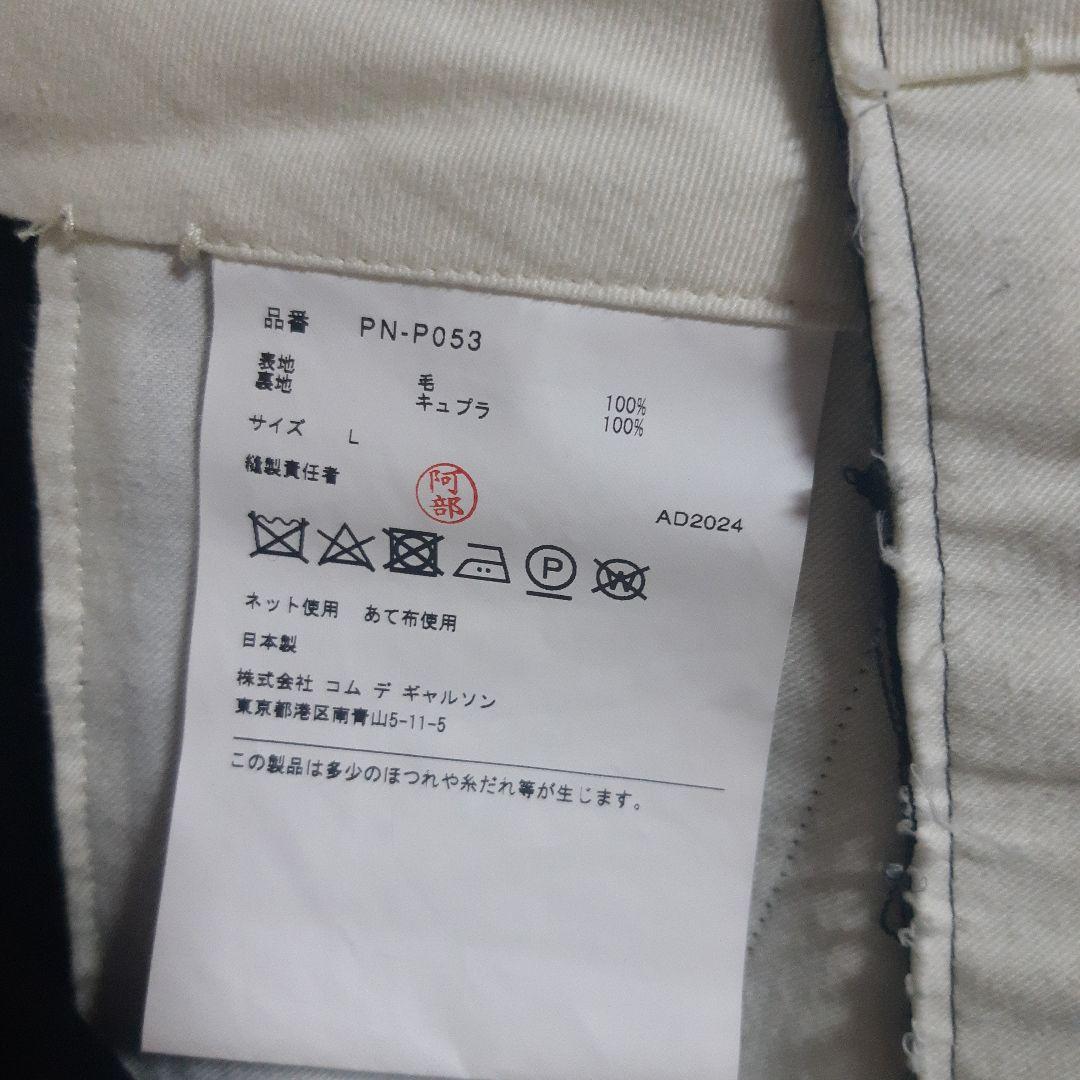 品番 PN-P053
表地 毛 100%
裏地 キュプラ 100%
サイズ L
縫製責任者 阿部
AD2024
P W
ネット使用 あて布使用
日本製
株式会社 コム デ ギャルソン
東京都港区南青山5-11-5
この製品は多少のほつれや糸だれ等が生じます。